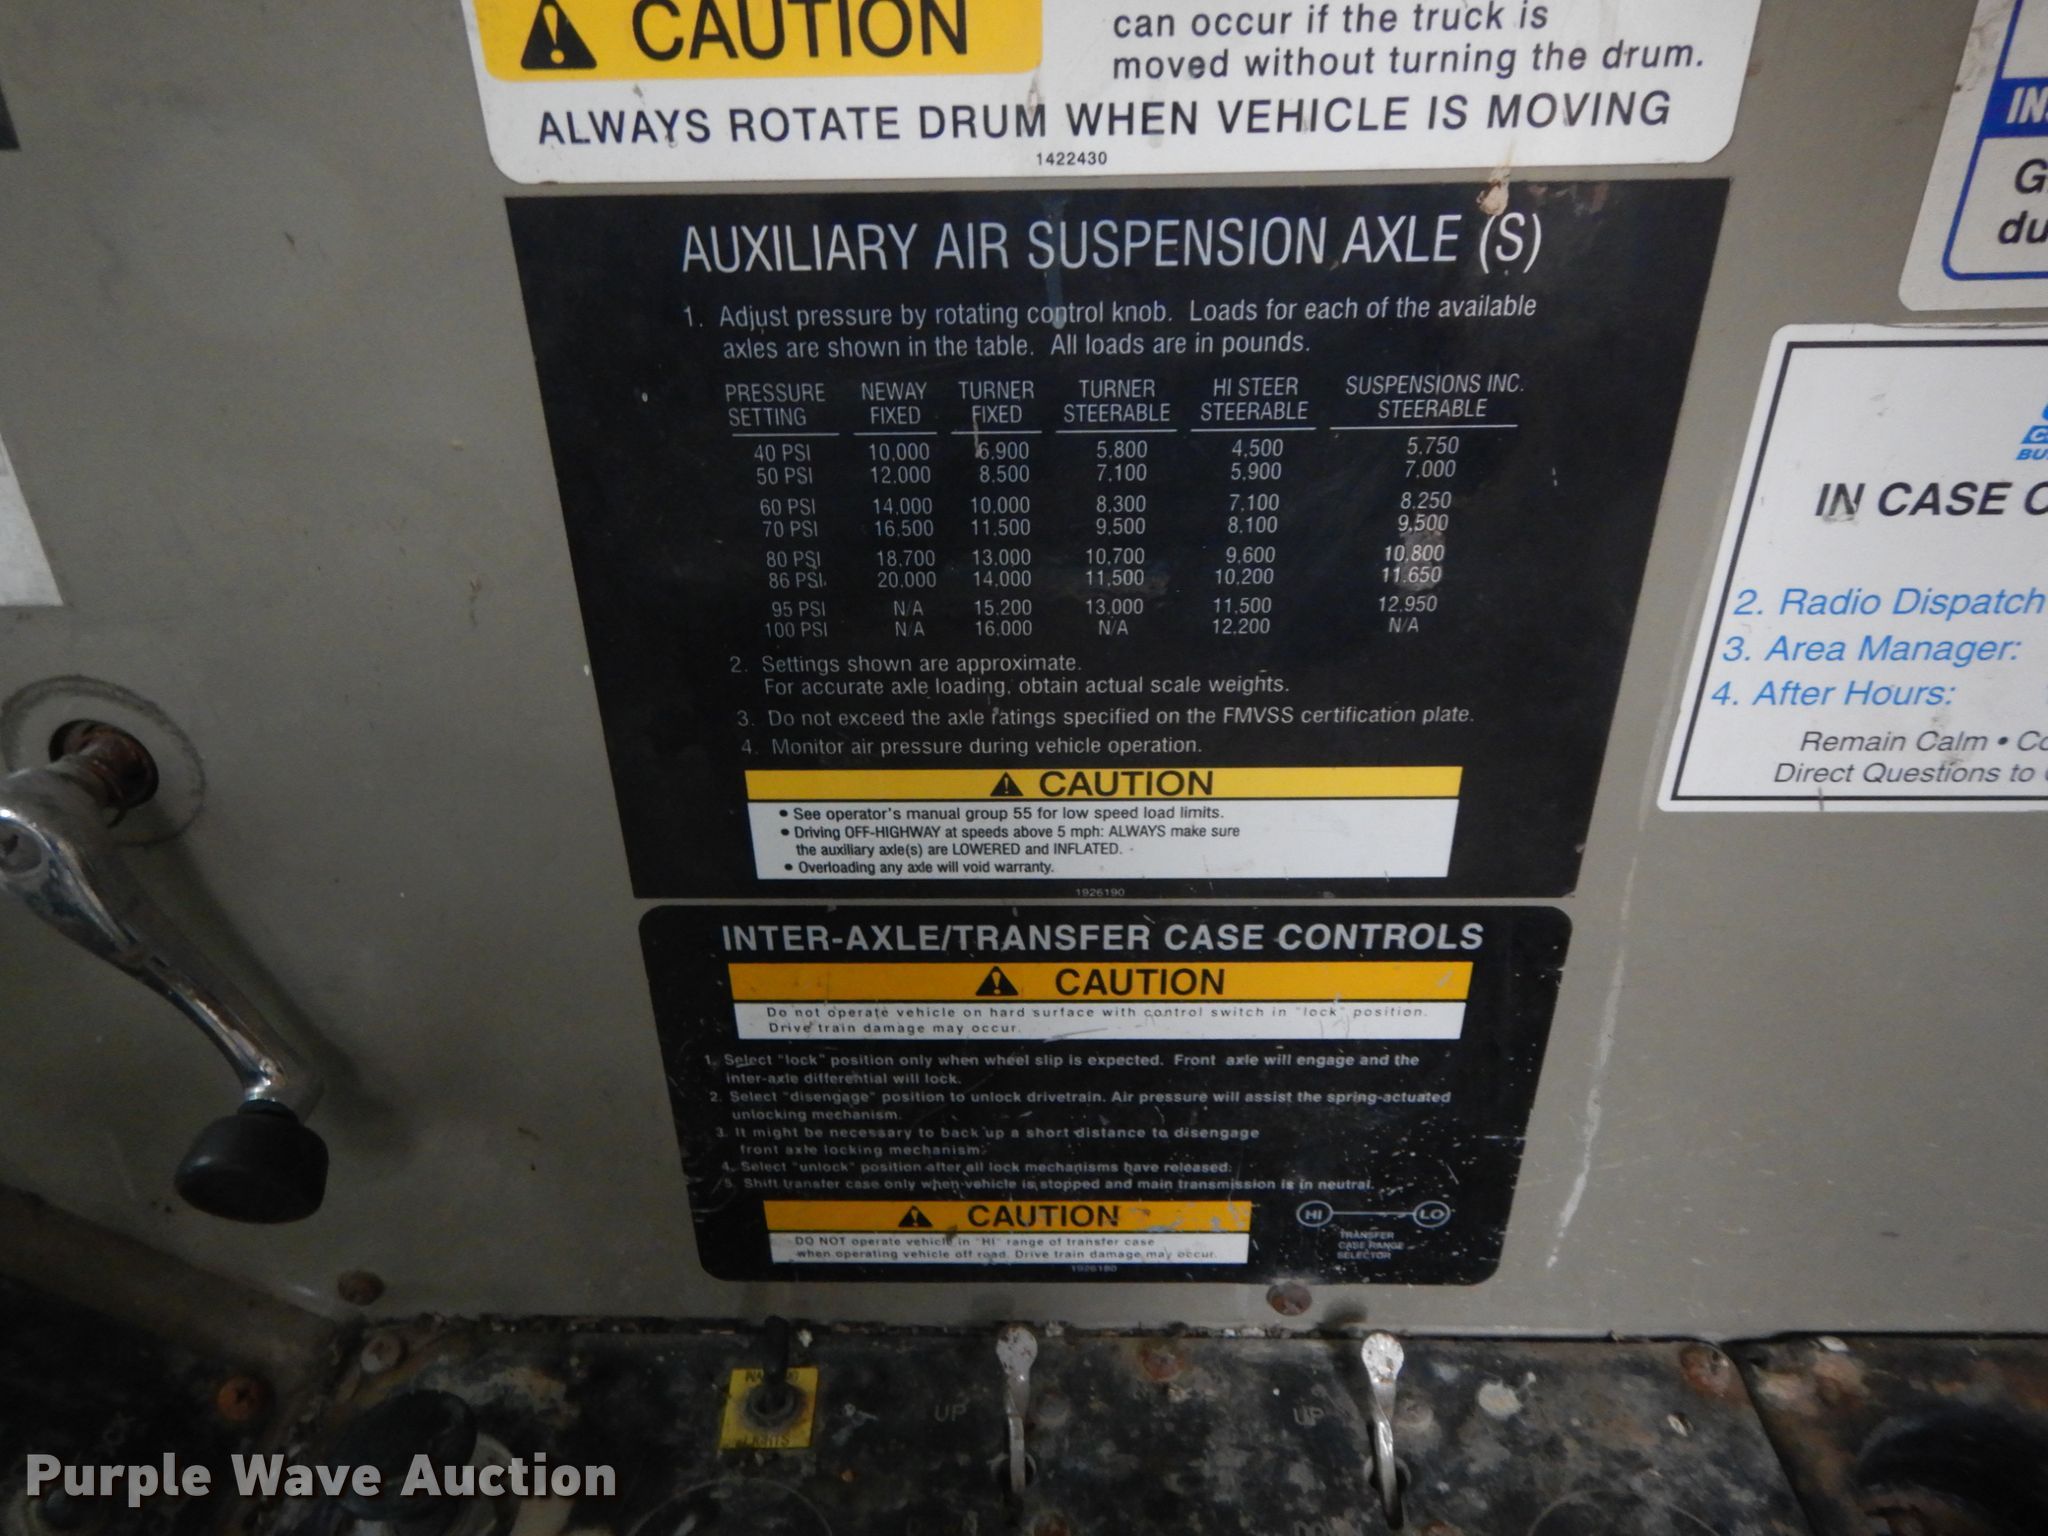 CAUTION
can occur if the truck is
moved without turning the drum.
ALWAYS ROTATE DRUM WHEN VEHICLE IS MOVING
1422430
AUXILIARY AIR SUSPENSION AXLE (S)
1. Adjust pressure by rotating control knob. Loads for each of the available
axles are shown in the table. All loads are in pounds.
PRESSURE SETTING NEWAY FIXED TURNER FIXED TURNER STEERABLE HI STEER STEERABLE SUSPENSIONS INC. STEERABLE
40 PSI 10,000 6.900 5.800 4,500 5.750
50 PSI 12.000 8.500 7,100 5,900 7,000
60 PSI 14,000 10.000 8.300 7,100 8.250
70 PSI 16,500 11,500 9,500 8,100 9,500
80 PSI 18,700 13.000 10,700 9,600 10,800
86 PSI 20.000 14,000 11,500 10,200 11.650
95 PSI N/A 15.200 13.000 11,500 12.950
100 PSI N/A 16.000 N/A 12,200 N/A
2. Settings shown are approximate.
For accurate axle loading, obtain actual scale weights.
3. Do not exceed the axle ratings specified on the FMVSS certification plate.
4. Monitor air pressure during vehicle operation.
CAUTION
• See operator's manual group 55 for low speed load limits.
• Driving OFF-HIGHWAY at speeds above 5 mph: ALWAYS make sure
the auxiliary axle(s) are LOWERED and INFLATED.
• Overloading any axle will void warranty.
1926190
INTER-AXLE/TRANSFER CASE CONTROLS
CAUTION
Do not operate vehicle on hard surface with control switch in "lock" position.
Drive train damage may occur.
1. Select "lock" position only when wheel slip is expected. Front axle will engage and the
inter-axle differential will lock.
2. Select "disengage" position to unlock drivetrain. Air pressure will assist the spring-actuated
unlocking mechanism.
3. It might be necessary to back up a short distance to disengage
front axle locking mechanism.
4. Select "unlock" position after all lock mechanisms have released.
5. Shift transfer case only when vehicle is stopped and main transmission is in neutral.
CAUTION
DO NOT operate vehicle in "HI" range of transfer case
when operating vehicle off road. Drive train damage may occur.
1926180
HI LO
TRANSFER
CASE RANGE
SELECTOR
IN CASE
2. Radio Dispatch
3. Area Manager:
4. After Hours:
Remain Calm •
Direct Questions to
LIGHTS
UP
UP
Purple Wave Auction